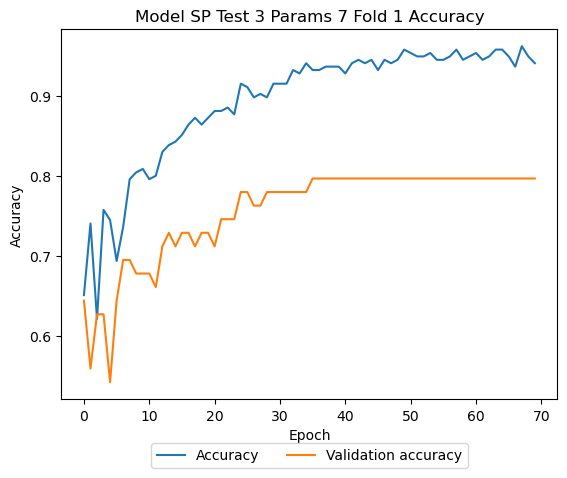 Model SP Test 3 Params 7 Fold 1 Accuracy
Accuracy
0.9
0.8
0.7
0.6
0 10 20 30 40 50 60 70
Epoch
Accuracy Validation accuracy